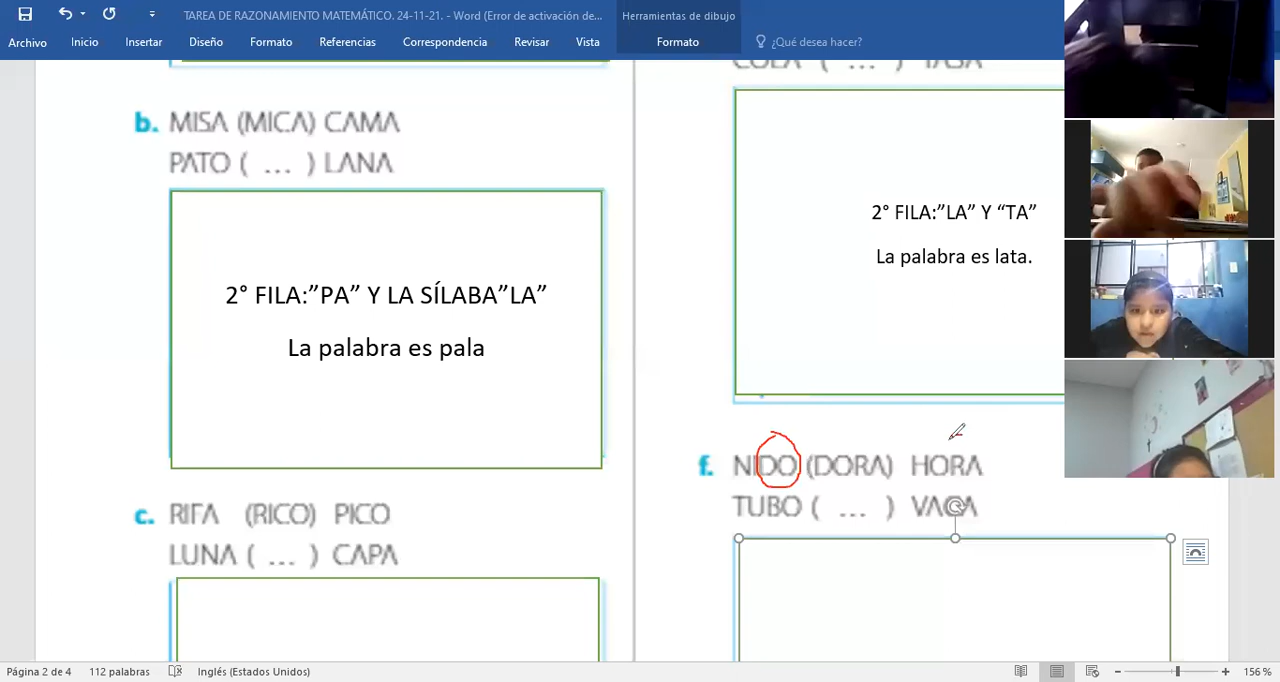 TAREA DE RAZONAMIENTO MATEMÁTICO. 24-11-21. - Word (Error de activación de...
Herramientas de dibujo
Archivo Inicio Insertar Diseño Formato Referencias Correspondencia Revisar Vista Formato ¿Qué desea hacer?
b. MISA (MICA) CAMA
PATO ( ... ) LANA
2° FILA:”PA” Y LA SÍLABA”LA”
La palabra es pala
c. RIFA (RICO) PICO
LUNA ( ... ) CAPA
2° FILA:”LA” Y “TA”
La palabra es lata.
f. NIDO (DORA) HORA
TUBO ( ... ) VACA
Página 2 de 4 112 palabras Inglés (Estados Unidos) 156 %